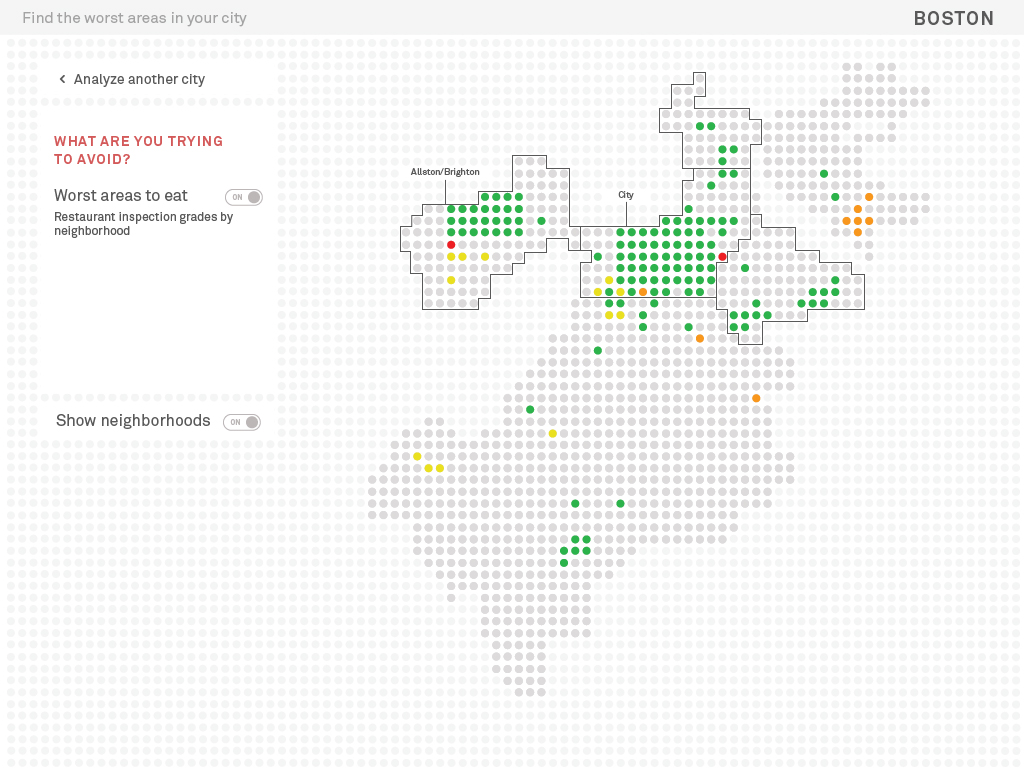 Find the worst areas in your city
BOSTON
Analyze another city
WHAT ARE YOU TRYING
TO AVOID?
Worst areas to eat
ON
Restaurant inspection grades by
neighborhood
Allston/Brighton
City
Show neighborhoods
ON